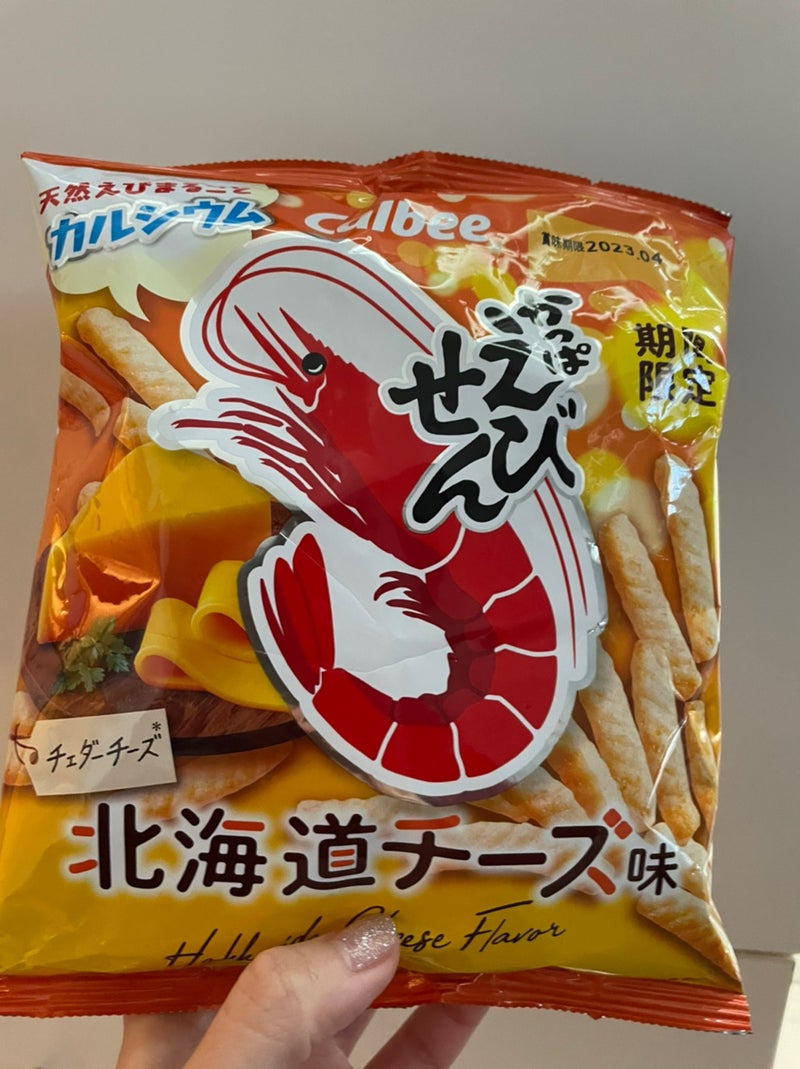 天然えびまるごと
カルシウム
calbee
賞味期限2023.04
期間
限定
かっぱ
えび
せん
チェダーチーズ*
北海道チーズ味
Cheese Flavor